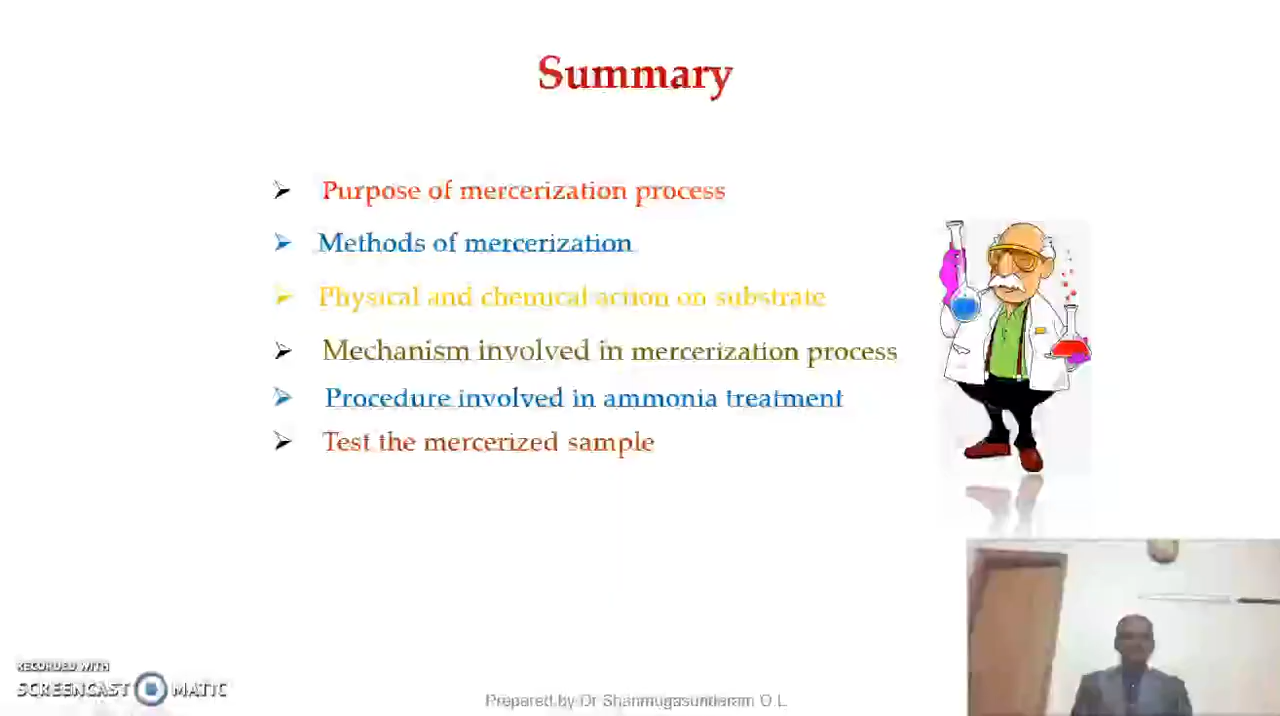 Summary
Purpose of mercerization process
Methods of mercerization
Physical and chemical action on substrate
Mechanism involved in mercerization process
Procedure involved in ammonia treatment
Test the mercerized sample
RECORDED WITH
SCREENCAST MATIC
Prepared by Dr Shanmugasundaram O.L